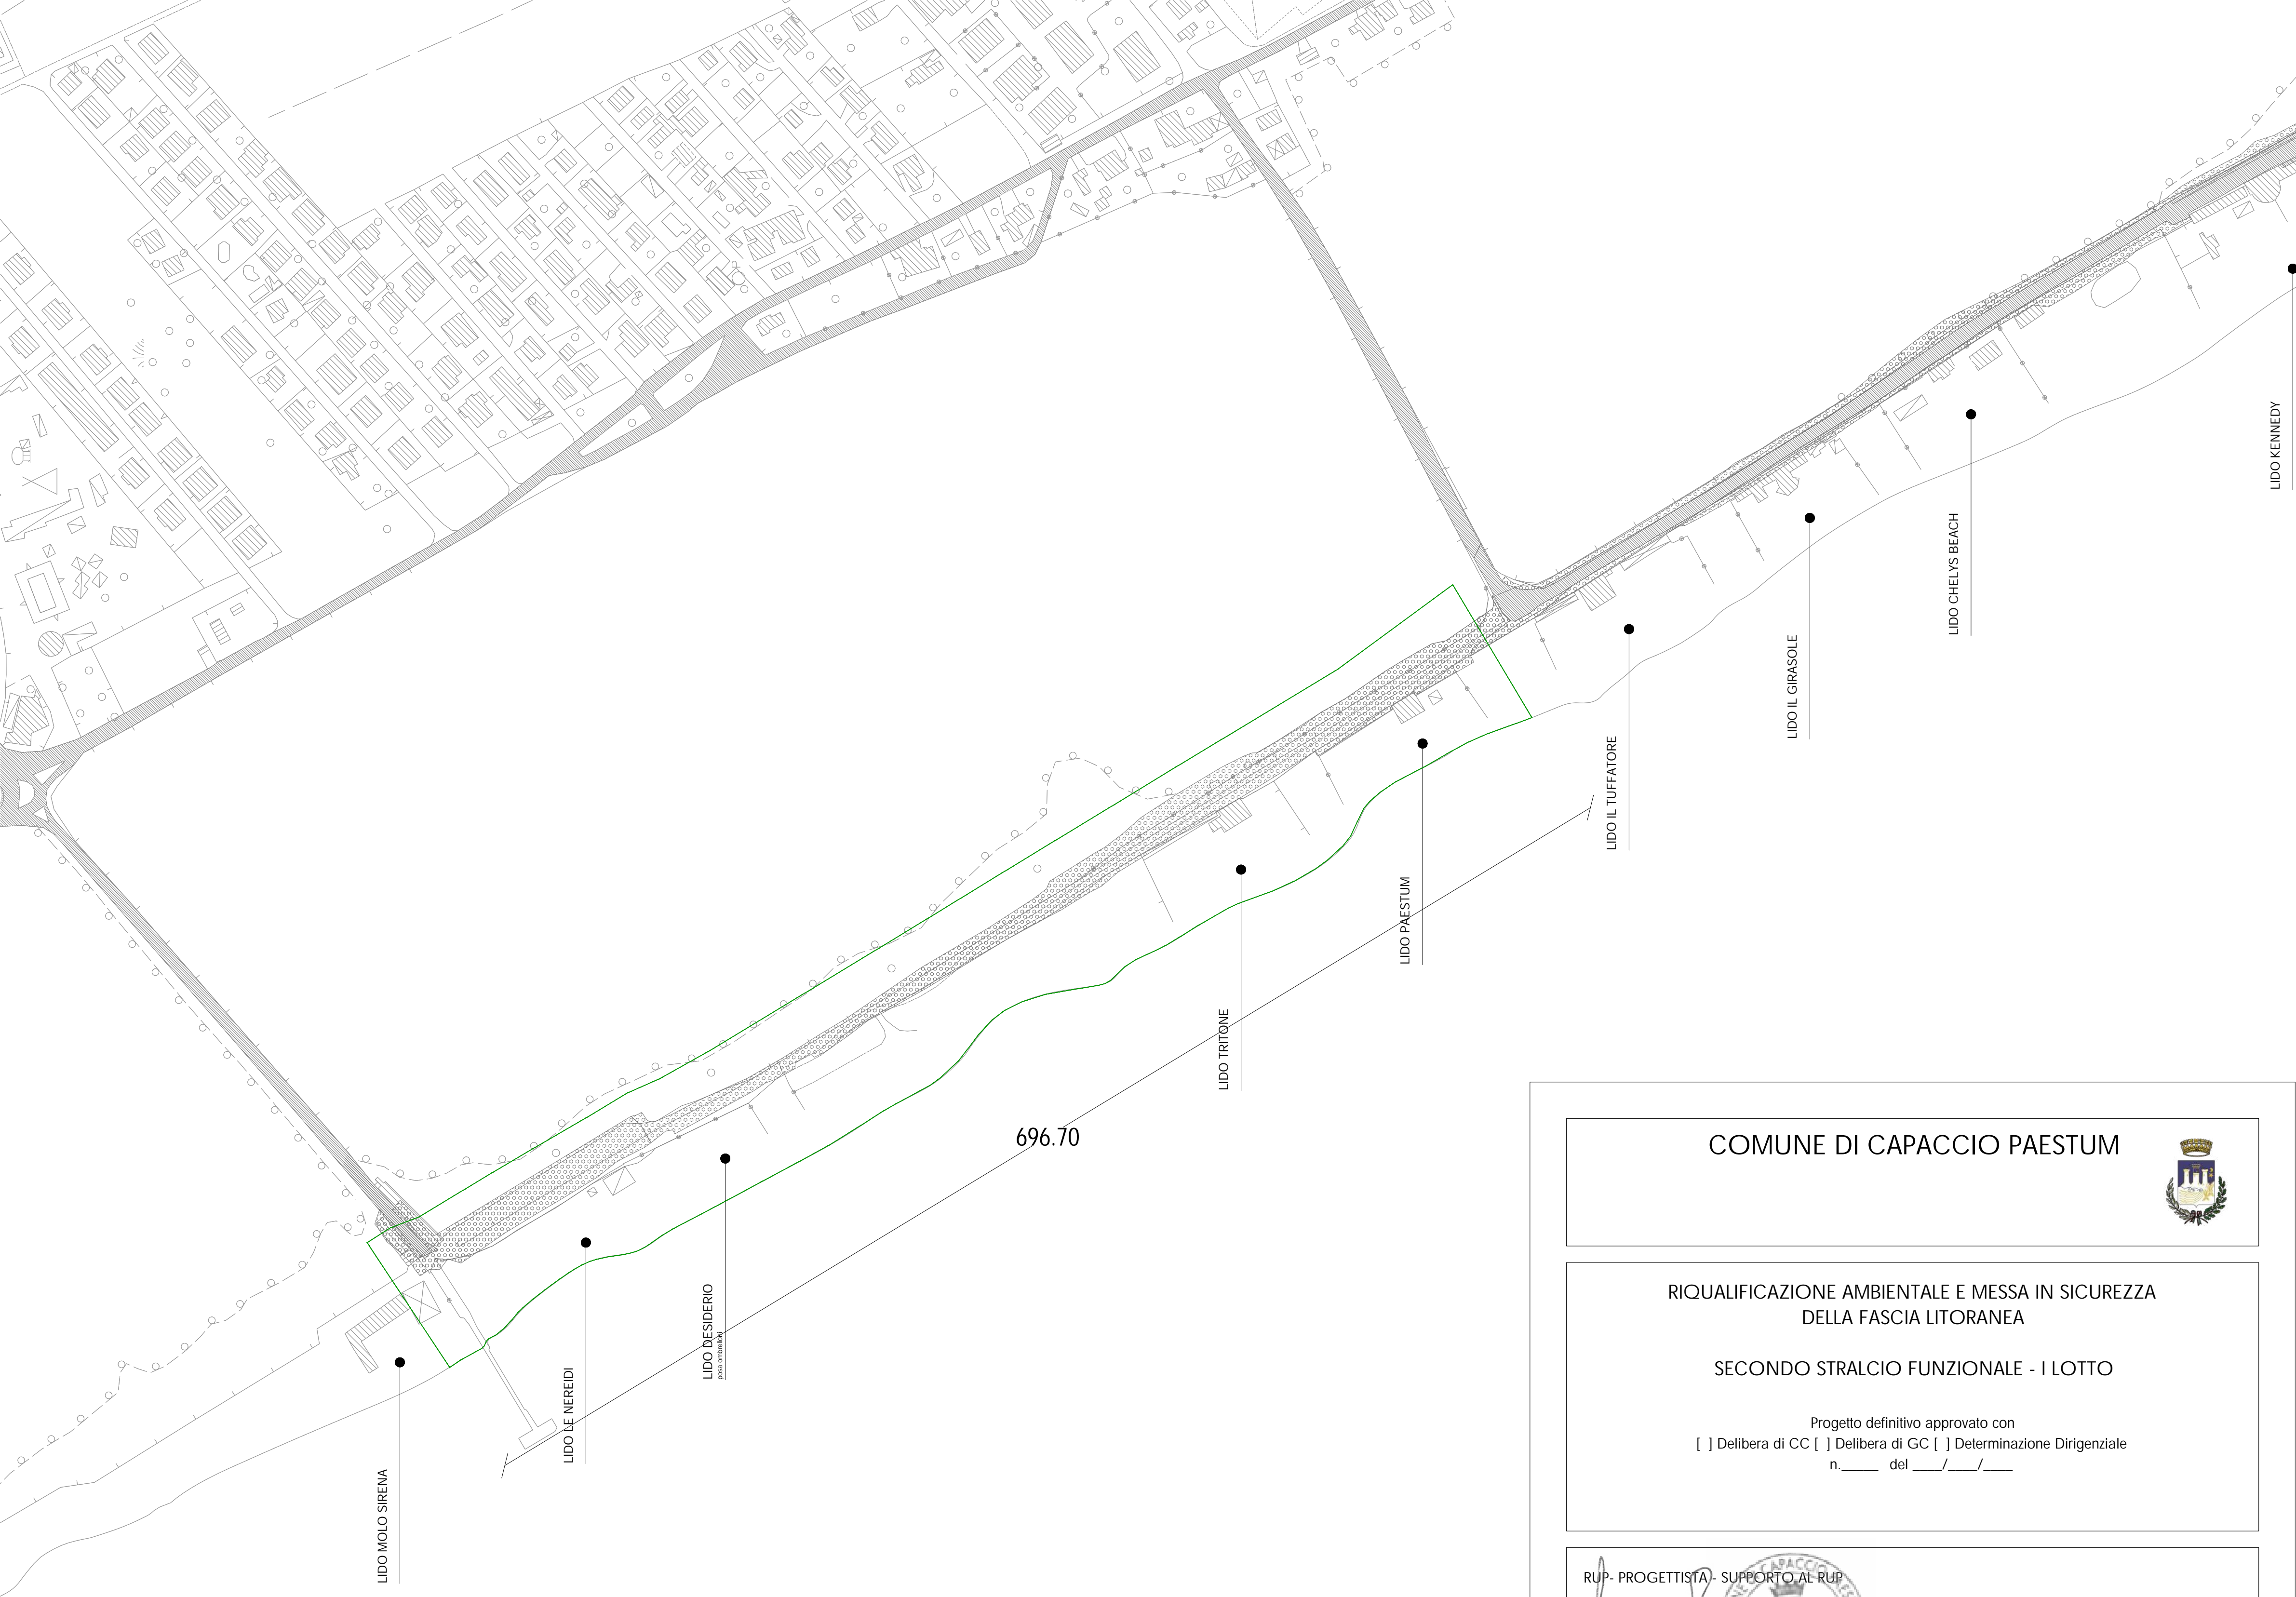 LIDO KENNEDY
LIDO CHELYS BEACH
LIDO IL GIRASOLE
LIDO IL TUFFATORE
LIDO PAESTUM
LIDO TRITONE
696.70
LIDO DESIDERIO
posa ombrelloni
LIDO LE NEREIDI
LIDO MOLO SIRENA
COMUNE DI CAPACCIO PAESTUM
RIQUALIFICAZIONE AMBIENTALE E MESSA IN SICUREZZA
DELLA FASCIA LITORANEA
SECONDO STRALCIO FUNZIONALE - I LOTTO
Progetto definitivo approvato con
[ ] Delibera di CC [ ] Delibera di GC [ ] Determinazione Dirigenziale
n._____ del ____/____/____
RUP- PROGETTISTA - SUPPORTO AL RUP
CAPACCIO